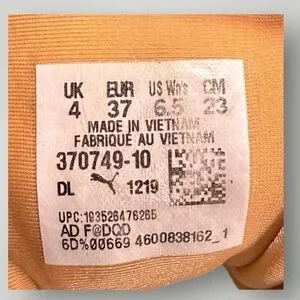 UK EUR US Wn's CM
4 37 6.5 23
MADE IN VIETNAM
FABRIQUÉ AU VIETNAM
370749-10
DL 1219
UPC:193526476265
AD F@DQD
6D%00669 4600838162_1